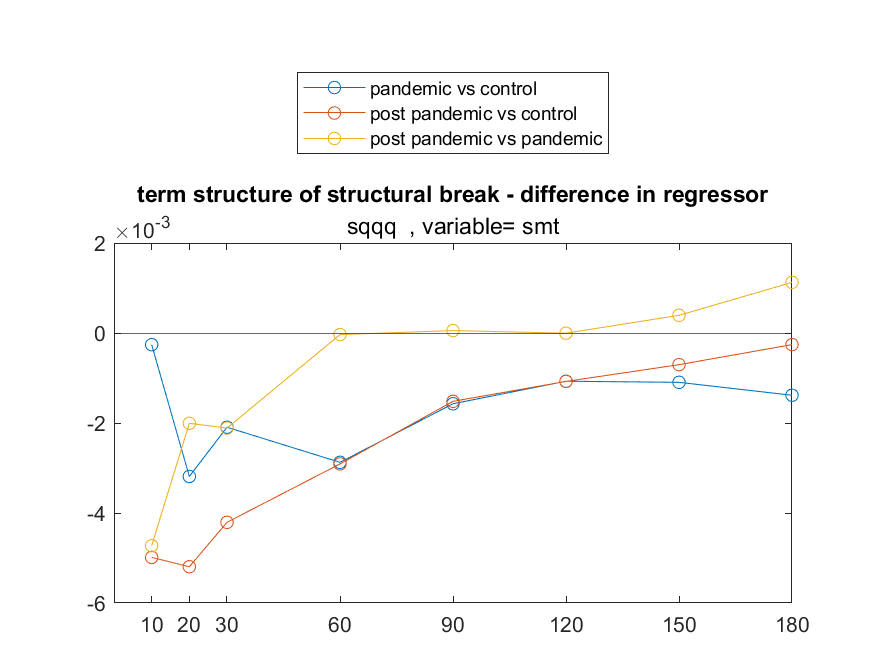 pandemic vs control
post pandemic vs control
post pandemic vs pandemic
term structure of structural break - difference in regressor
sqqq , variable= smt
×10-3
2
0
-2
-4
-6
10 20 30 60 90 120 150 180